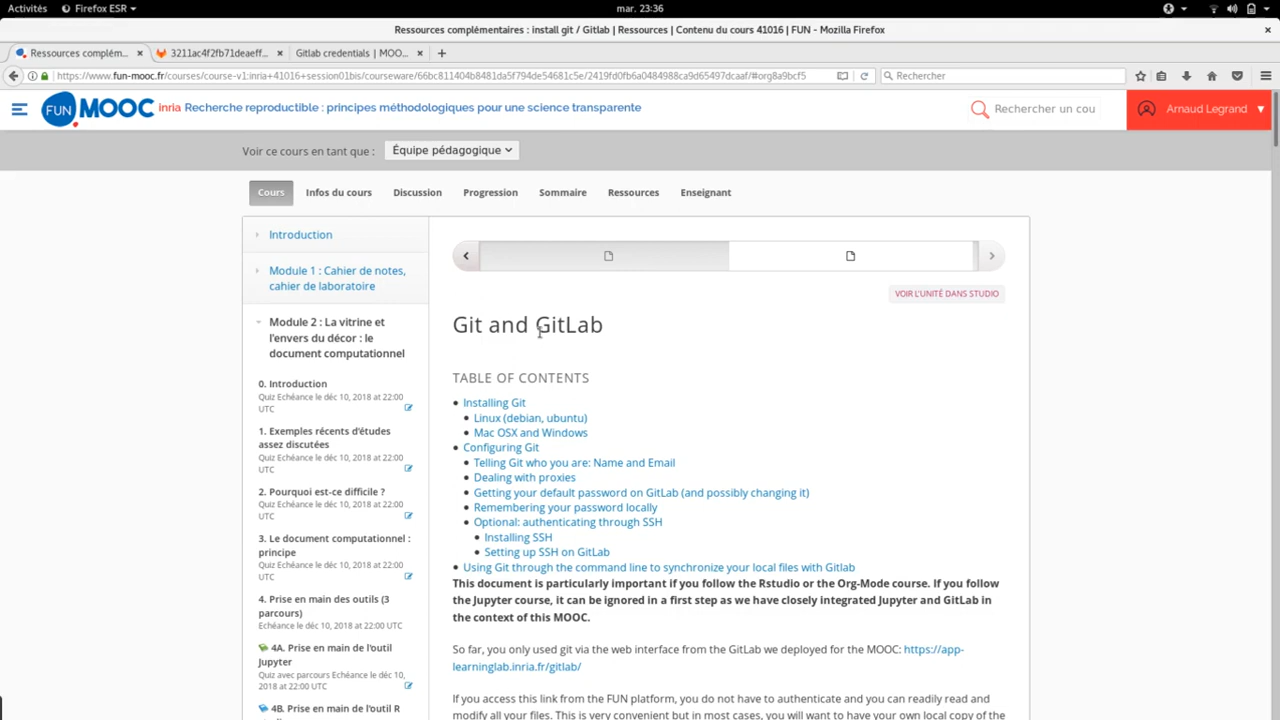 Activités
Firefox ESR
mar. 23:36
Ressources complémentaires : install git / Gitlab | Ressources | Contenu du cours 41016 | FUN - Mozilla Firefox
Ressources complém...
3211ac4f2fb71deaeff...
Gitlab credentials | MOO...
https://www.fun-mooc.fr/courses/course-v1:inria+41016+session01bis/courseware/66bc811404b8481da5f794de54681c5e/2419fd0fb6a0484988ca9d65497dcaaf/#org8a9bcf5
Rechercher
FUN MOOC
inria Recherche reproductible : principes méthodologiques pour une science transparente
Rechercher un cou
Arnaud Legrand
Voir ce cours en tant que :
Équipe pédagogique
Cours
Infos du cours
Discussion
Progression
Sommaire
Ressources
Enseignant
Introduction
Module 1 : Cahier de notes,
cahier de laboratoire
Module 2 : La vitrine et
l'envers du décor : le
document computationnel
0. Introduction
Quiz Echéance le déc 10, 2018 at 22:00
UTC
1. Exemples récents d'études
assez discutées
Quiz Echéance le déc 10, 2018 at 22:00
UTC
2. Pourquoi est-ce difficile ?
Quiz Echéance le déc 10, 2018 at 22:00
UTC
3. Le document computationnel :
principe
Quiz Echéance le déc 10, 2018 at 22:00
UTC
4. Prise en main des outils (3
parcours)
Echéance le déc 10, 2018 at 22:00 UTC
4A. Prise en main de l'outil
Jupyter
Quiz avec parcours Echéance le déc 10,
2018 at 22:00 UTC
4B. Prise en main de l'outil R
VOIR L'UNITÉ DANS STUDIO
Git and GitLab
TABLE OF CONTENTS
Installing Git
Linux (debian, ubuntu)
Mac OSX and Windows
Configuring Git
Telling Git who you are: Name and Email
Dealing with proxies
Getting your default password on GitLab (and possibly changing it)
Remembering your password locally
Optional: authenticating through SSH
Installing SSH
Setting up SSH on GitLab
Using Git through the command line to synchronize your local files with Gitlab
This document is particularly important if you follow the Rstudio or the Org-Mode course. If you follow
the Jupyter course, it can be ignored in a first step as we have closely integrated Jupyter and GitLab in
the context of this MOOC.
So far, you only used git via the web interface from the GitLab we deployed for the MOOC: https://app-
learninglab.inria.fr/gitlab/
If you access this link from the FUN platform, you do not have to authenticate and you can readily read and
modify all your files. This is very convenient but in most cases, you will want to have your own local copy of the